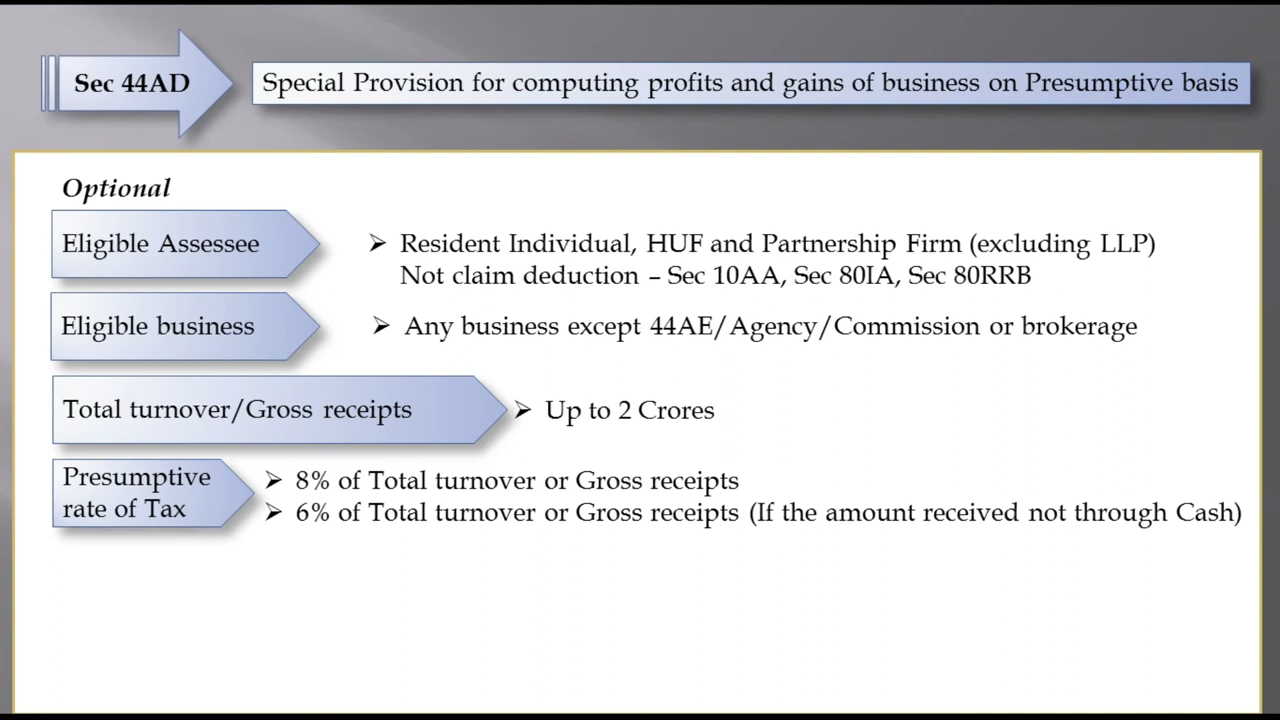 Sec 44AD
Special Provision for computing profits and gains of business on Presumptive basis
Optional
Eligible Assessee
➢ Resident Individual, HUF and Partnership Firm (excluding LLP)
Not claim deduction – Sec 10AA, Sec 80IA, Sec 80RRB
Eligible business
➢ Any business except 44AE/Agency/Commission or brokerage
Total turnover/Gross receipts
➢ Up to 2 Crores
Presumptive
rate of Tax
➢ 8% of Total turnover or Gross receipts
➢ 6% of Total turnover or Gross receipts (If the amount received not through Cash)